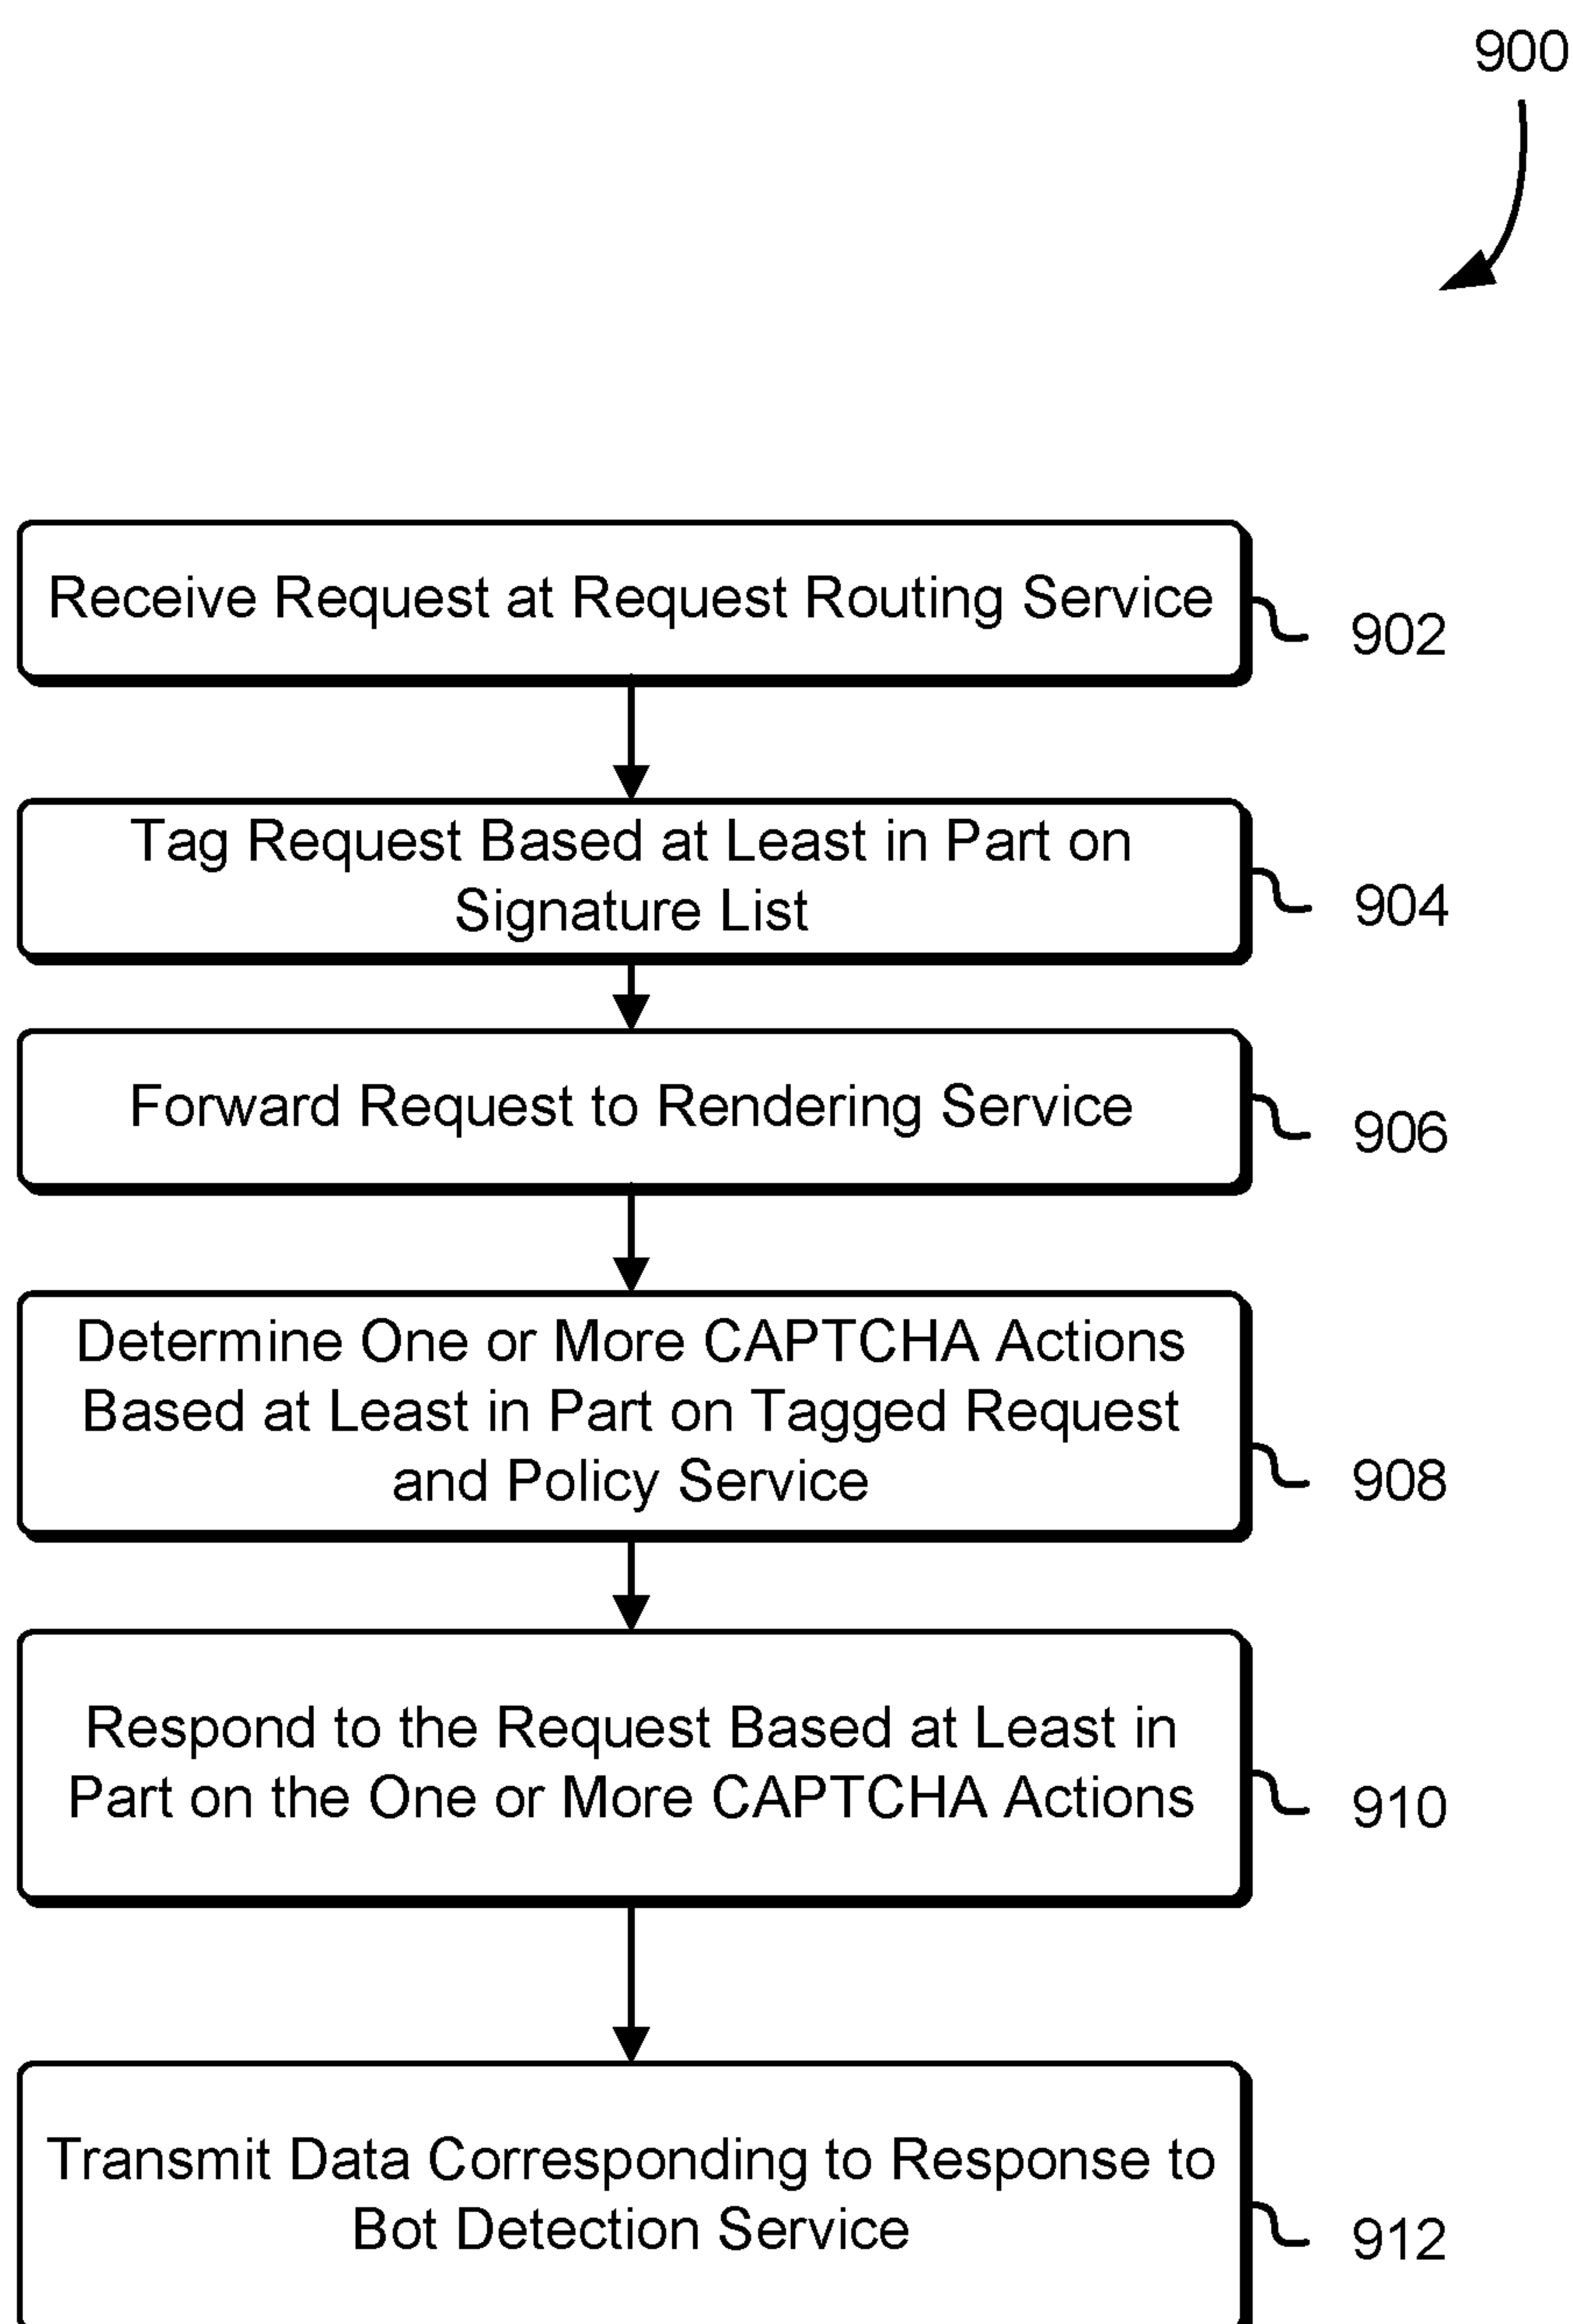 900
Receive Request at Request Routing Service
902
Tag Request Based at Least in Part on
Signature List
904
Forward Request to Rendering Service
906
Determine One or More CAPTCHA Actions
Based at Least in Part on Tagged Request
and Policy Service
908
Respond to the Request Based at Least in
Part on the One or More CAPTCHA Actions
910
Transmit Data Corresponding to Response to
Bot Detection Service
912